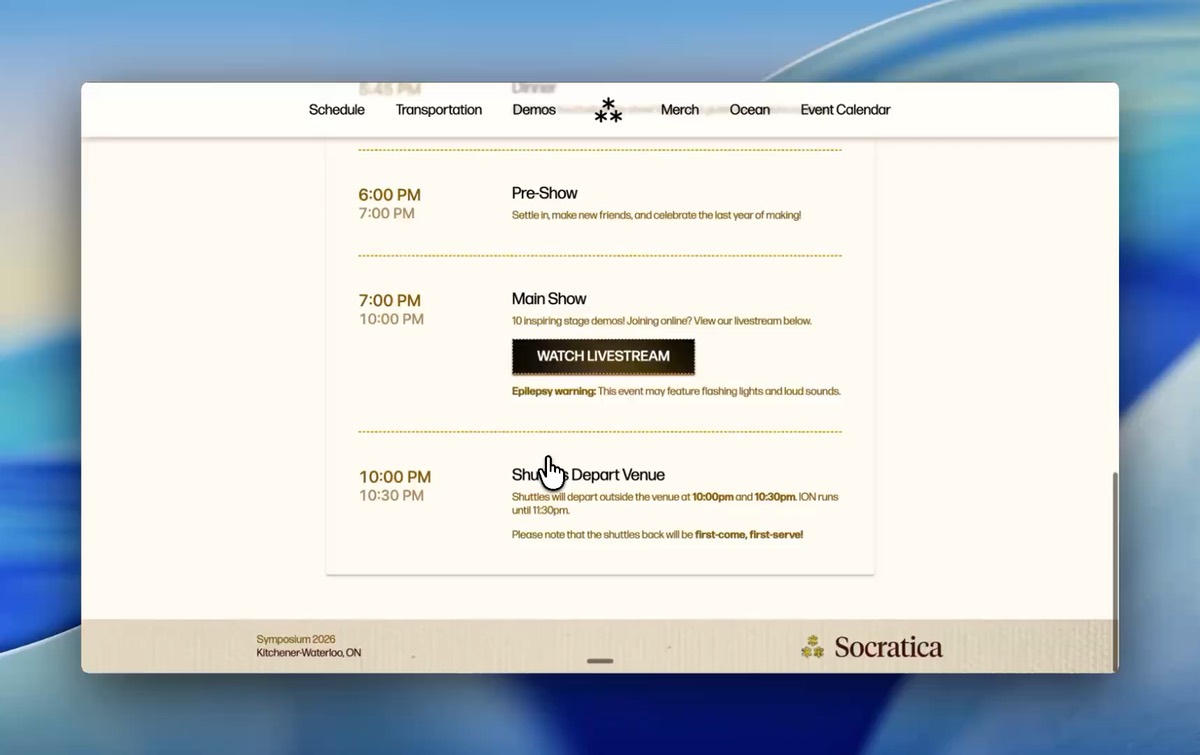 5:45 PM
Dinner
Schedule
Transportation
Demos
Merch
Ocean
Event Calendar
6:00 PM
7:00 PM
Pre-Show
Settle in, make new friends, and celebrate the last year of making!
7:00 PM
10:00 PM
Main Show
10 inspiring stage demos! Joining online? View our livestream below.
WATCH LIVESTREAM
Epilepsy warning: This event may feature flashing lights and loud sounds.
10:00 PM
10:30 PM
Shuttles Depart Venue
Shuttles will depart outside the venue at 10:00pm and 10:30pm. ION runs
until 11:30pm.
Please note that the shuttles back will be first-come, first-serve!
Symposium 2026
Kitchener-Waterloo, ON
Socratica